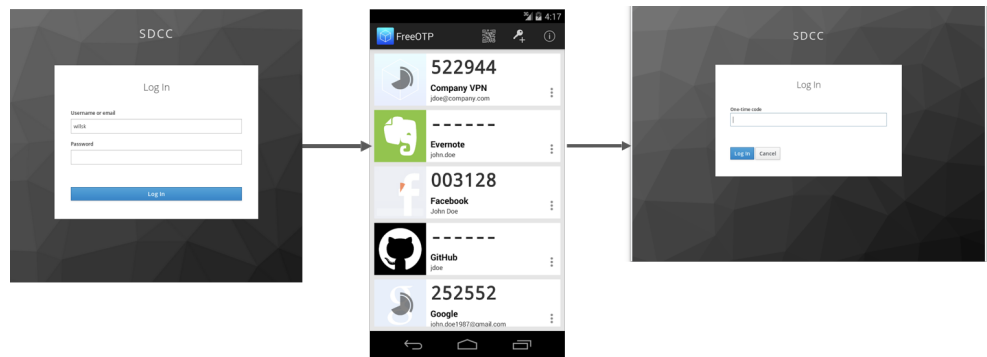 SDCC
Log In
Username or email
willsk
Password
Log In
4:17
FreeOTP
522944
Company VPN
jdoe@company.com
------
Evernote
john.doe
003128
Facebook
John Doe
------
GitHub
jdoe
252552
Google
john.doe1987@gmail.com
SDCC
Log In
One-time code
Log in Cancel